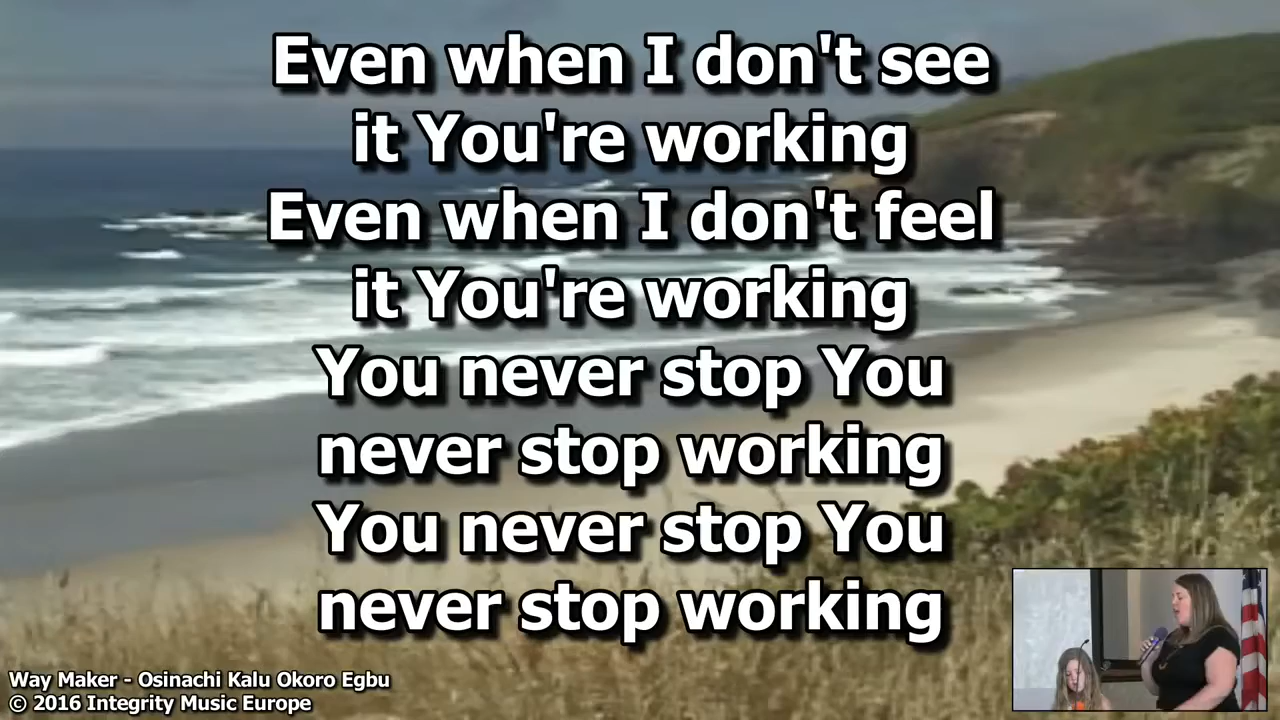 Even when I don't see
it You're working
Even when I don't feel
it You're working
You never stop You
never stop working
You never stop You
never stop working
Way Maker - Osinachi Kalu Okoro Egbu
© 2016 Integrity Music Europe